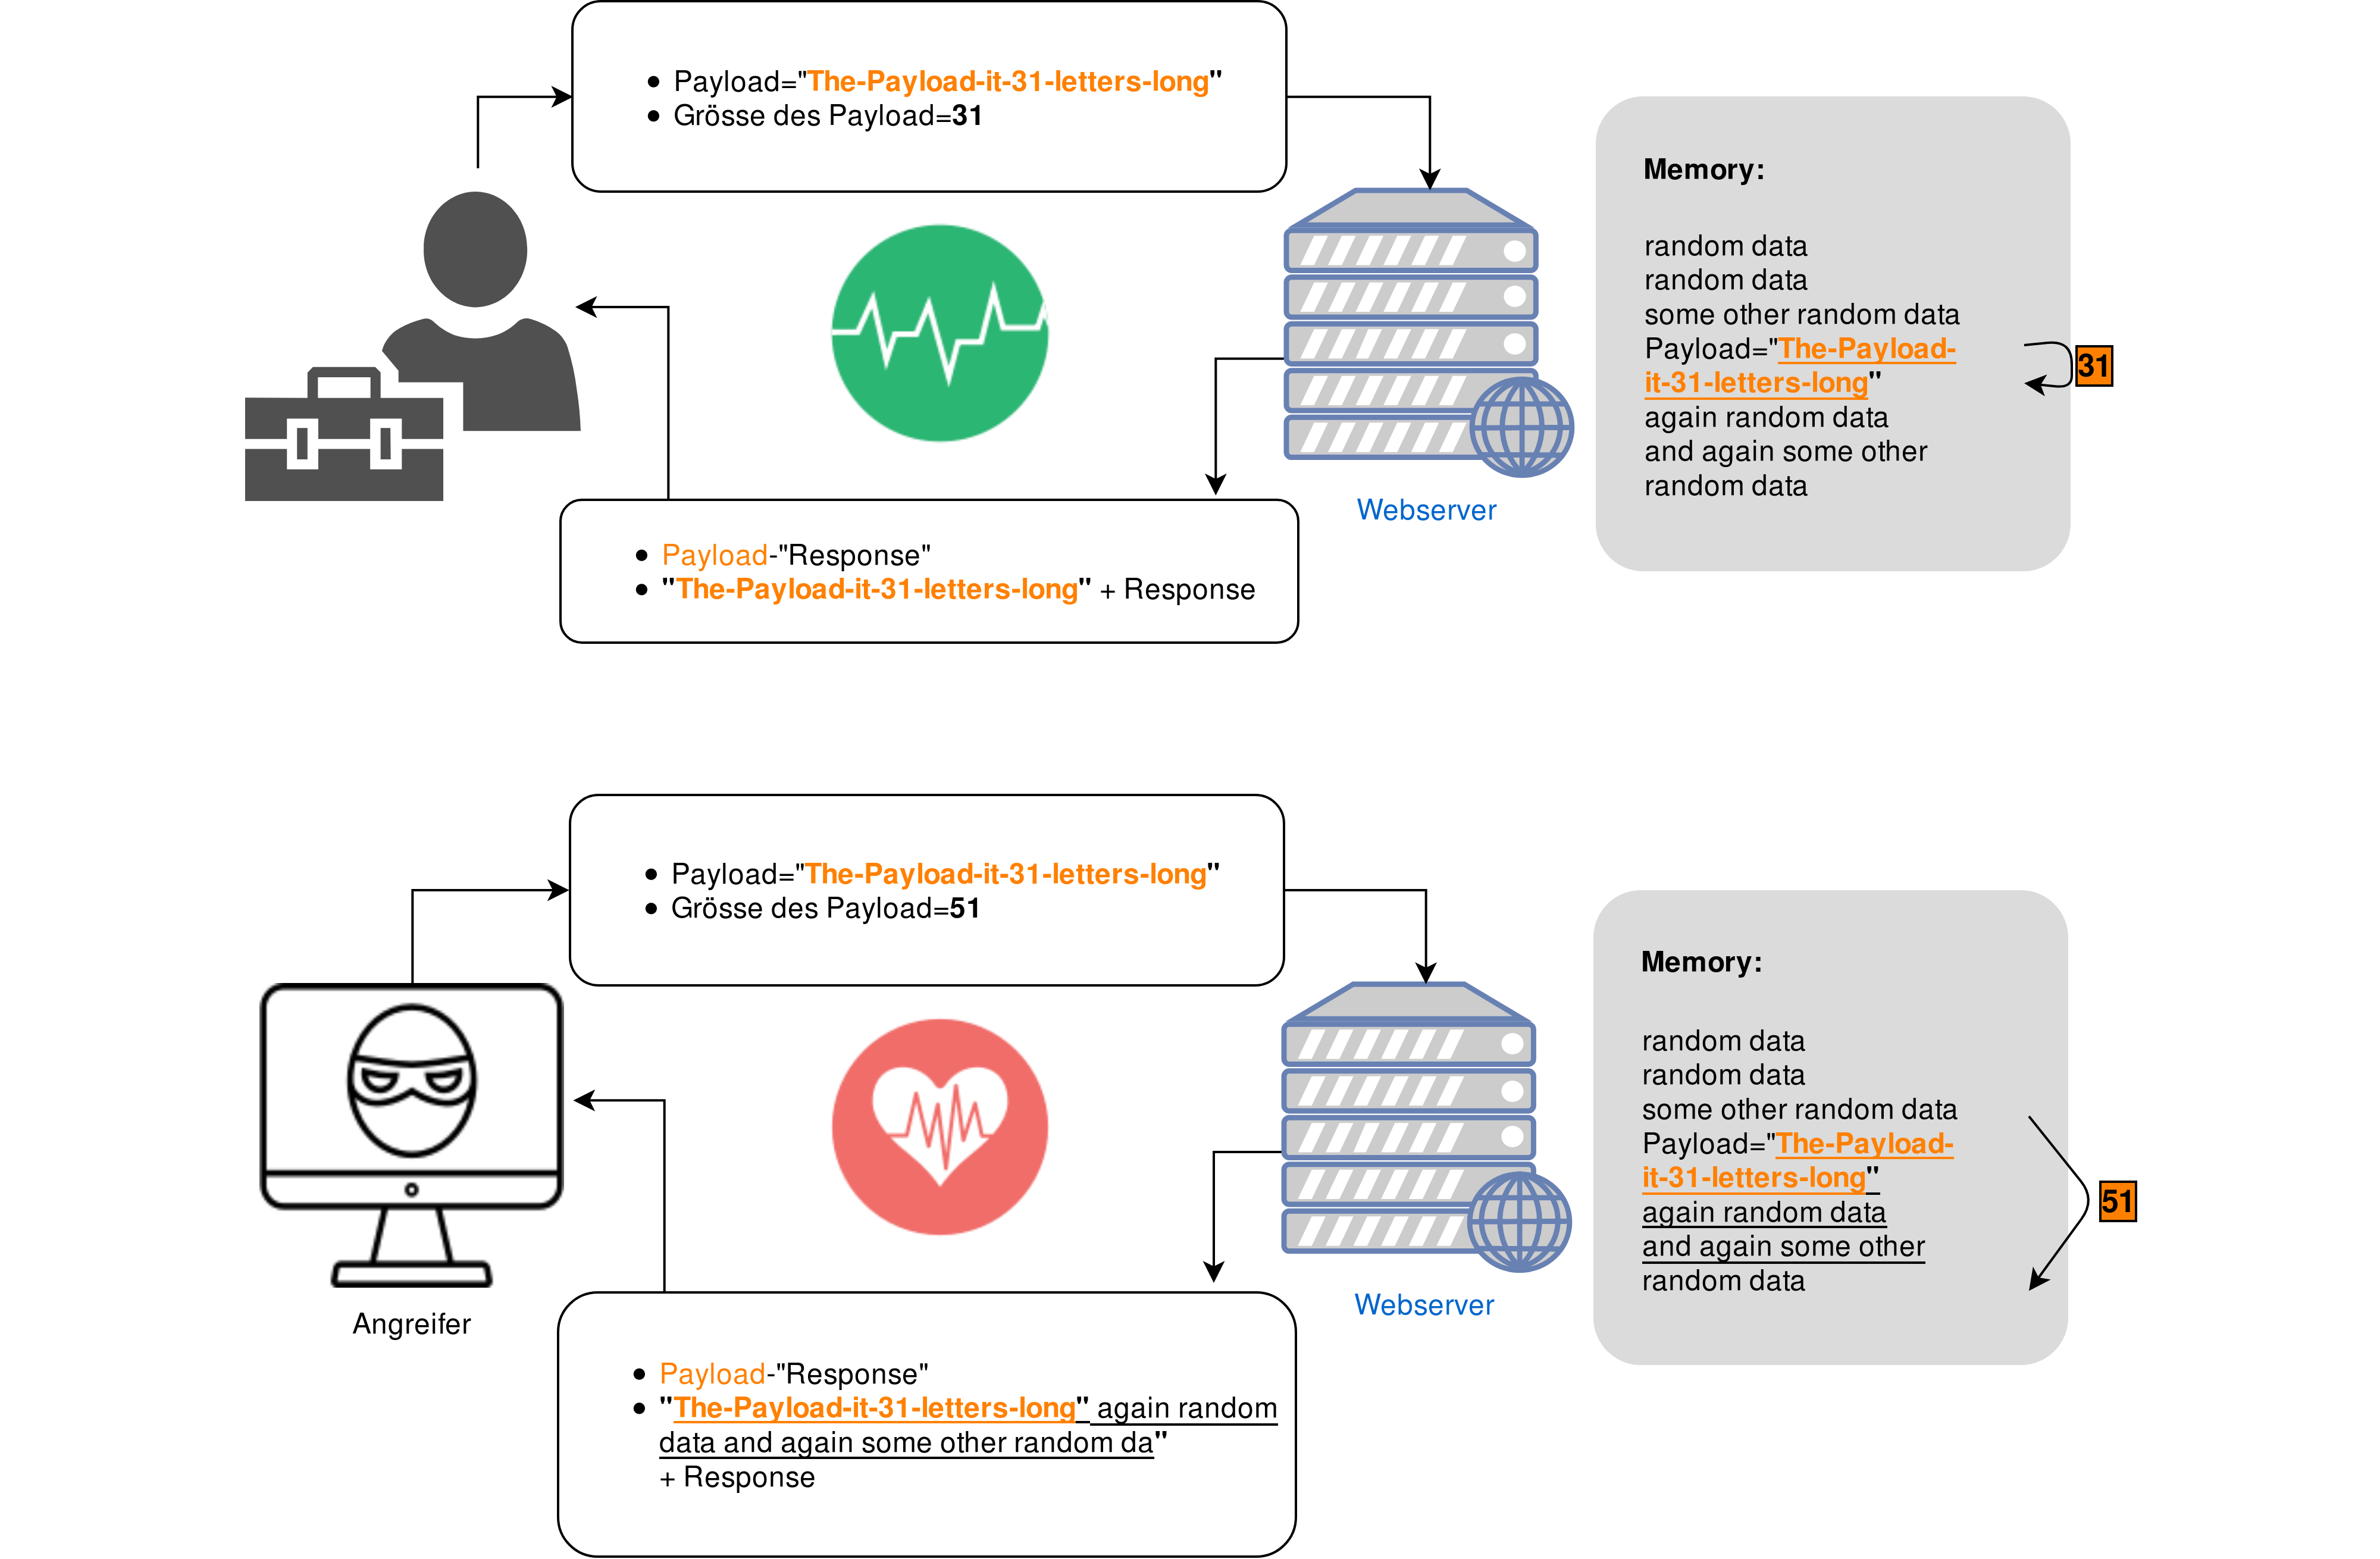 • Payload="The-Payload-it-31-letters-long"
• Grösse des Payload=31
Memory:
random data
random data
some other random data
Payload="The-Payload-
it-31-letters-long"
again random data
and again some other
random data
31
Webserver
• Payload-"Response"
• "The-Payload-it-31-letters-long" + Response
• Payload="The-Payload-it-31-letters-long"
• Grösse des Payload=51
Memory:
random data
random data
some other random data
Payload="The-Payload-
it-31-letters-long"
again random data
and again some other
random data
51
Webserver
Angreifer
• Payload-"Response"
• "The-Payload-it-31-letters-long" again random
data and again some other random da"
+ Response